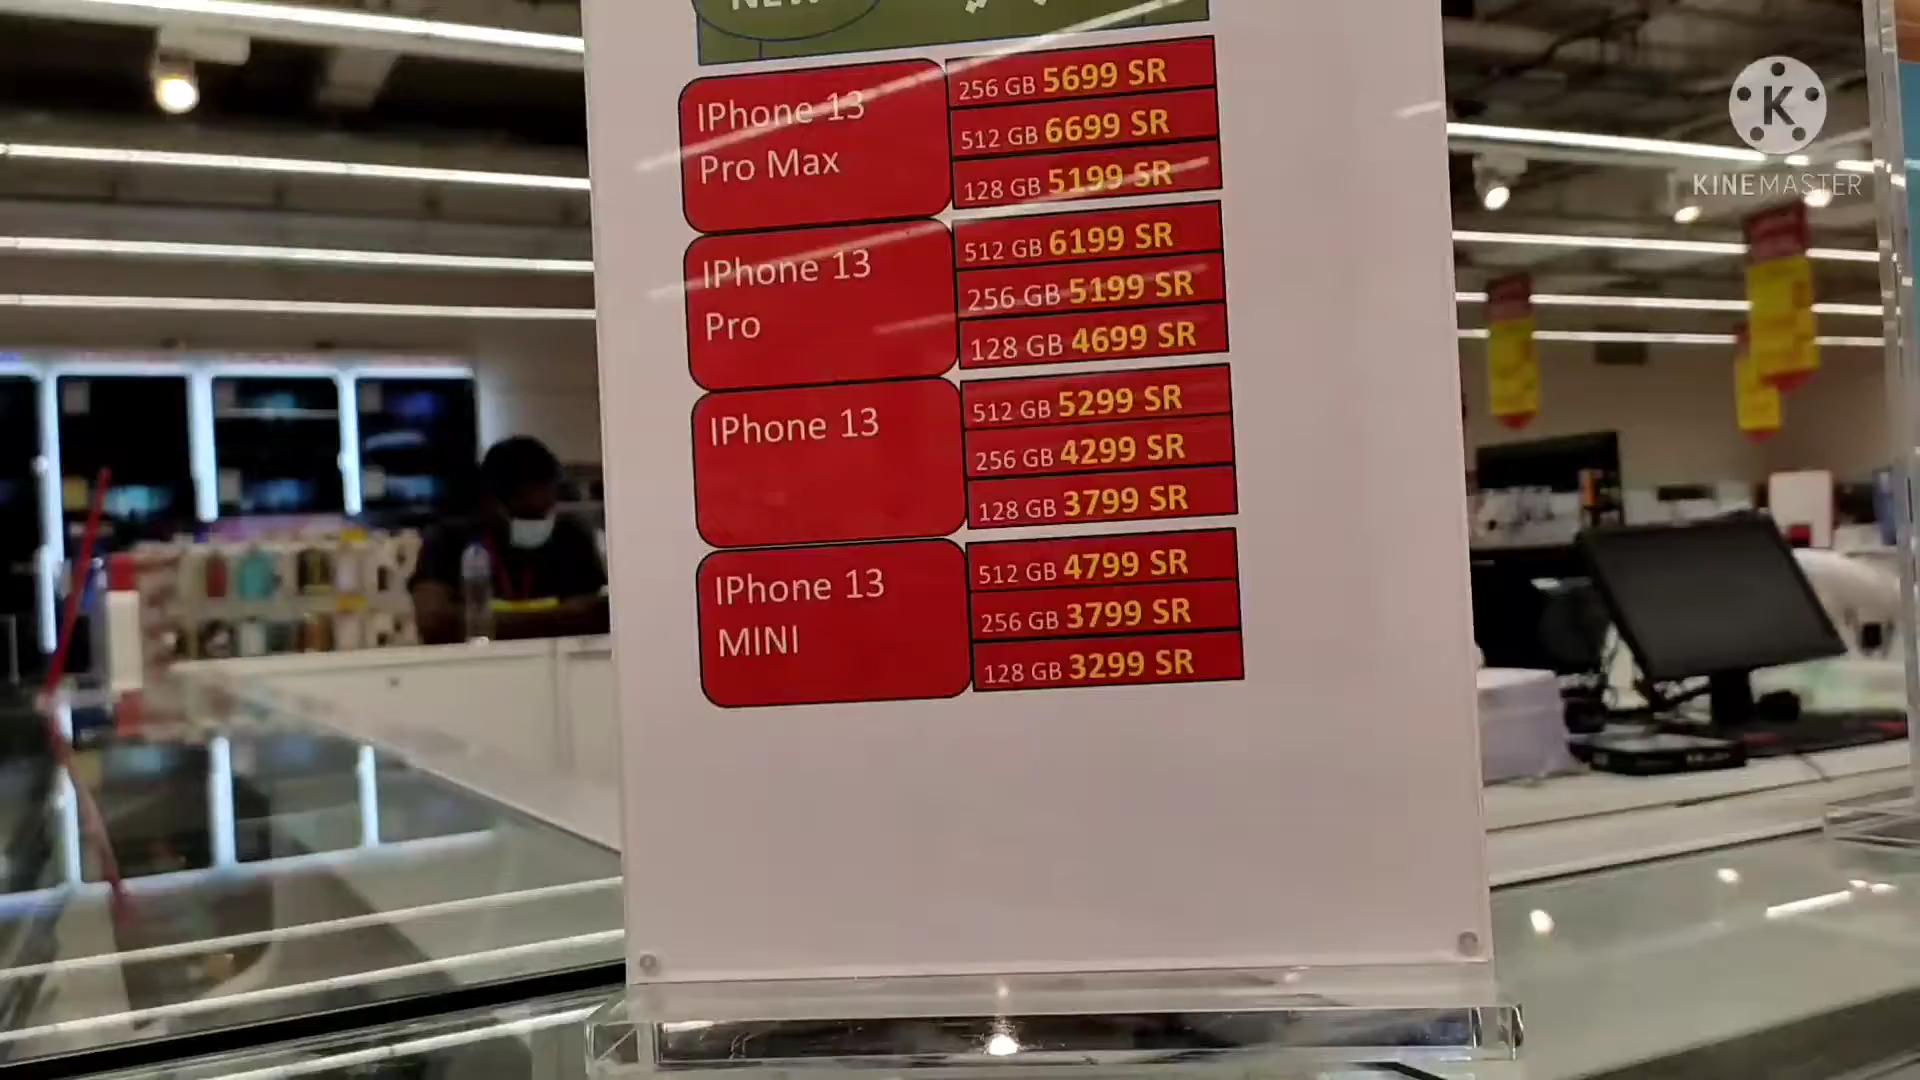 NEW
IPhone 13
Pro Max
256 GB 5699 SR
512 GB 6699 SR
128 GB 5199 SR
IPhone 13
Pro
512 GB 6199 SR
256 GB 5199 SR
128 GB 4699 SR
IPhone 13
512 GB 5299 SR
256 GB 4299 SR
128 GB 3799 SR
IPhone 13
MINI
512 GB 4799 SR
256 GB 3799 SR
128 GB 3299 SR
K
KINEMASTER